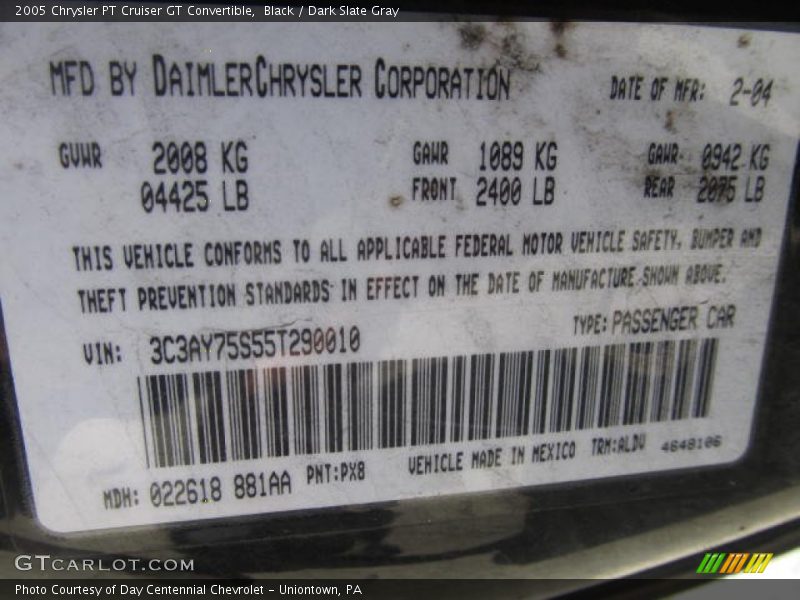 2005 Chrysler PT Cruiser GT Convertible, Black / Dark Slate Gray
MFD BY DAIMLERCHRYSLER CORPORATION DATE OF MFR: 2-04
GVWR 2008 KG GAWR 1089 KG GAWR 0942 KG
04425 LB FRONT 2400 LB REAR 2075 LB
THIS VEHICLE CONFORMS TO ALL APPLICABLE FEDERAL MOTOR VEHICLE SAFETY, BUMPER AND
THEFT PREVENTION STANDARDS IN EFFECT ON THE DATE OF MANUFACTURE SHOWN ABOVE.
VIN: 3C3AY75S55T290010 TYPE: PASSENGER CAR
MDH: 022618 881AA PNT:PX8 VEHICLE MADE IN MEXICO TRM:ALDV 4648106
GTCARLOT.COM
Photo Courtesy of Day Centennial Chevrolet - Uniontown, PA